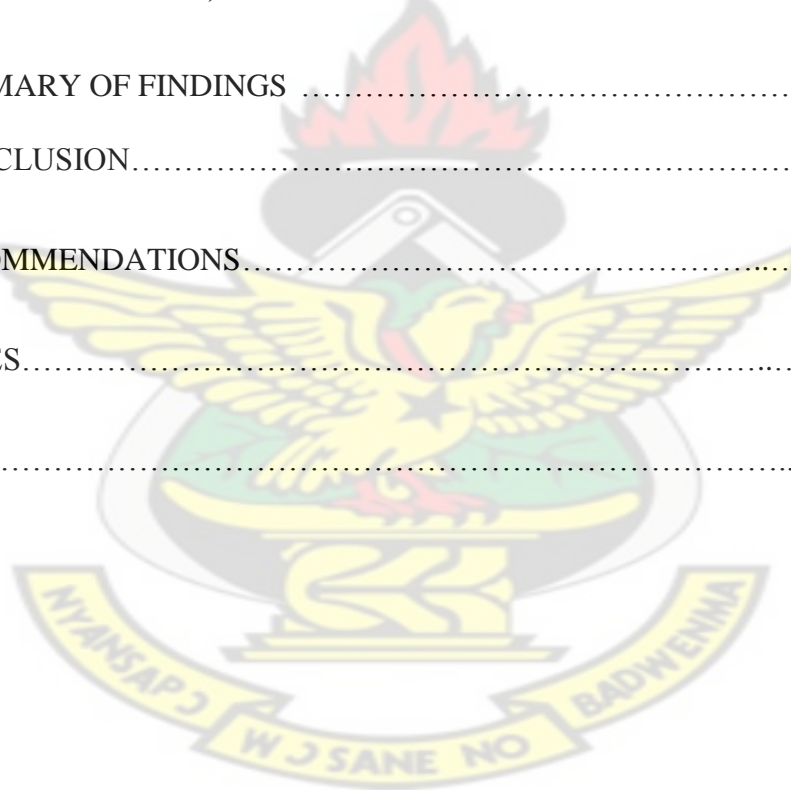 MARY OF FINDINGS ……………………………………………….
CLUSION…………………………………………………………….
OMMENDATIONS…………………………………………..…
ES…………………………………………………………..…
…………………………………………………………………..
NYANSAPƆ WƆSANE NO BADWENMA